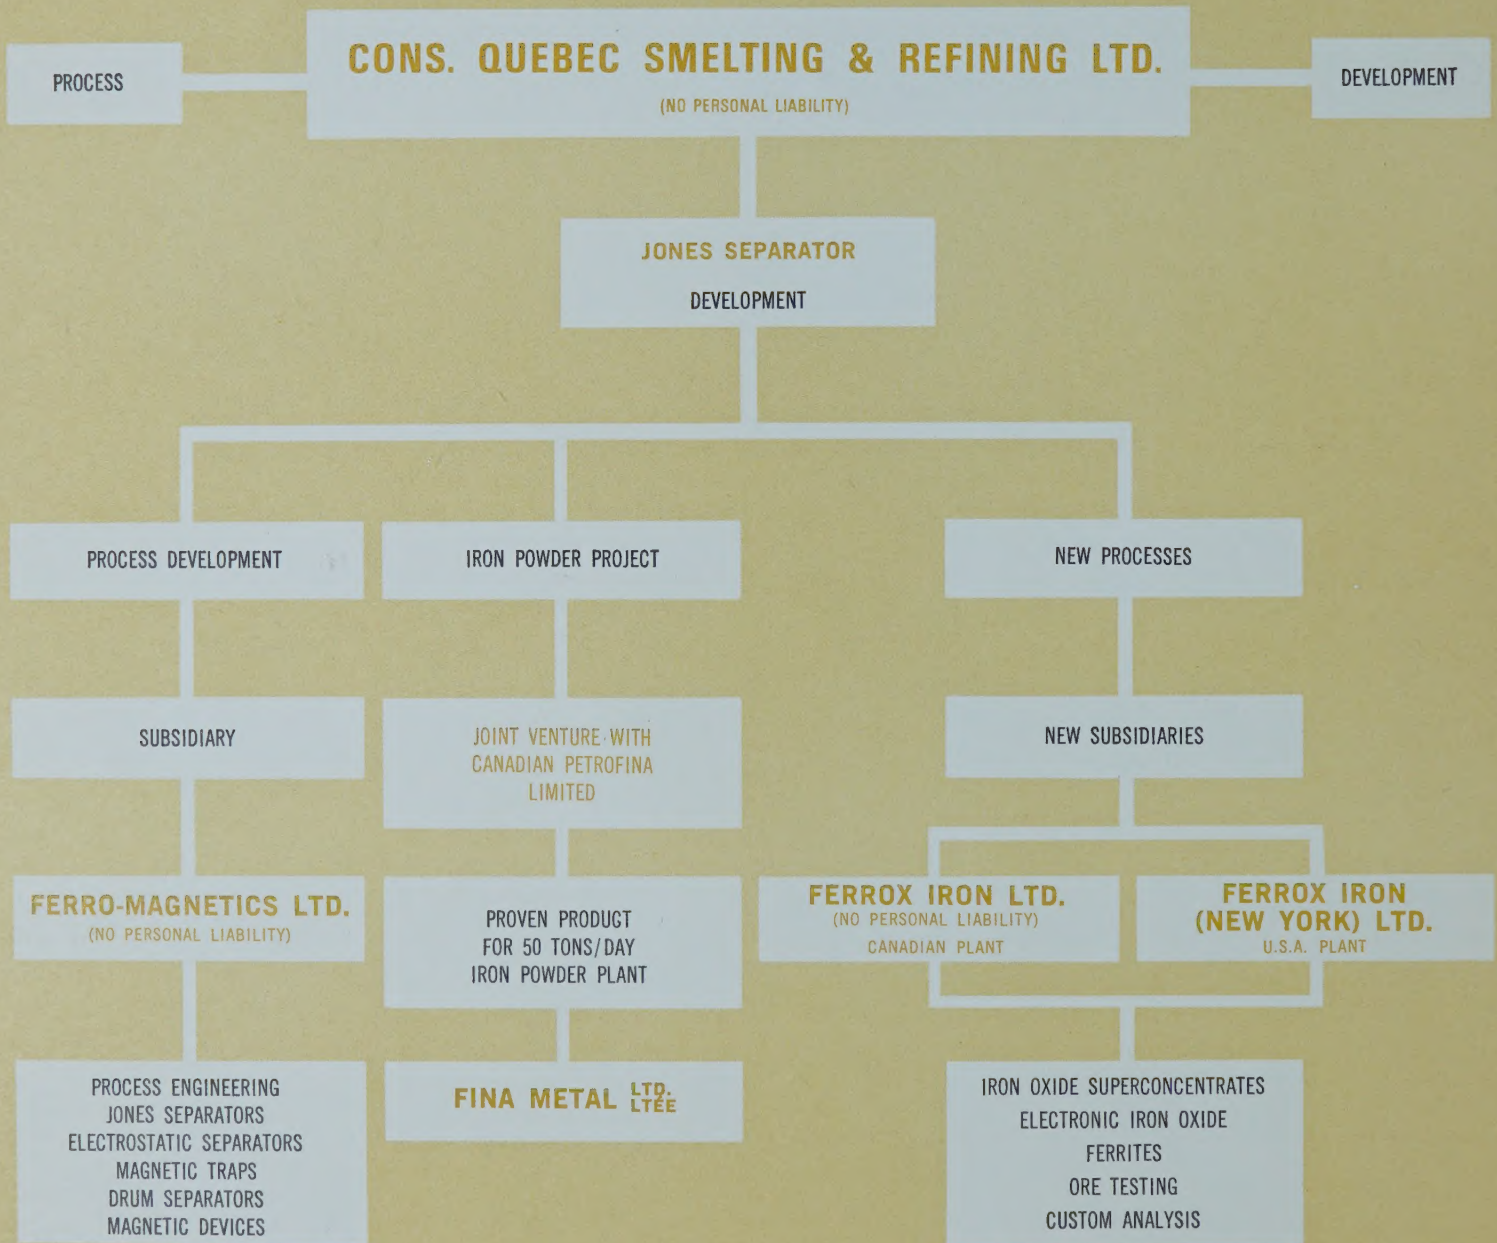 PROCESS
CONS. QUEBEC SMELTING & REFINING LTD.
(NO PERSONAL LIABILITY)
DEVELOPMENT
JONES SEPARATOR
DEVELOPMENT
PROCESS DEVELOPMENT
IRON POWDER PROJECT
NEW PROCESSES
SUBSIDIARY
JOINT VENTURE WITH
CANADIAN PETROFINA
LIMITED
NEW SUBSIDIARIES
FERRO-MAGNETICS LTD.
(NO PERSONAL LIABILITY)
PROVEN PRODUCT
FOR 50 TONS/DAY
IRON POWDER PLANT
FERROX IRON LTD.
(NO PERSONAL LIABILITY)
CANADIAN PLANT
FERROX IRON
(NEW YORK) LTD.
U.S.A. PLANT
PROCESS ENGINEERING
JONES SEPARATORS
ELECTROSTATIC SEPARATORS
MAGNETIC TRAPS
DRUM SEPARATORS
MAGNETIC DEVICES
FINA METAL LTD.
LTÉE
IRON OXIDE SUPERCONCENTRATES
ELECTRONIC IRON OXIDE
FERRITES
ORE TESTING
CUSTOM ANALYSIS